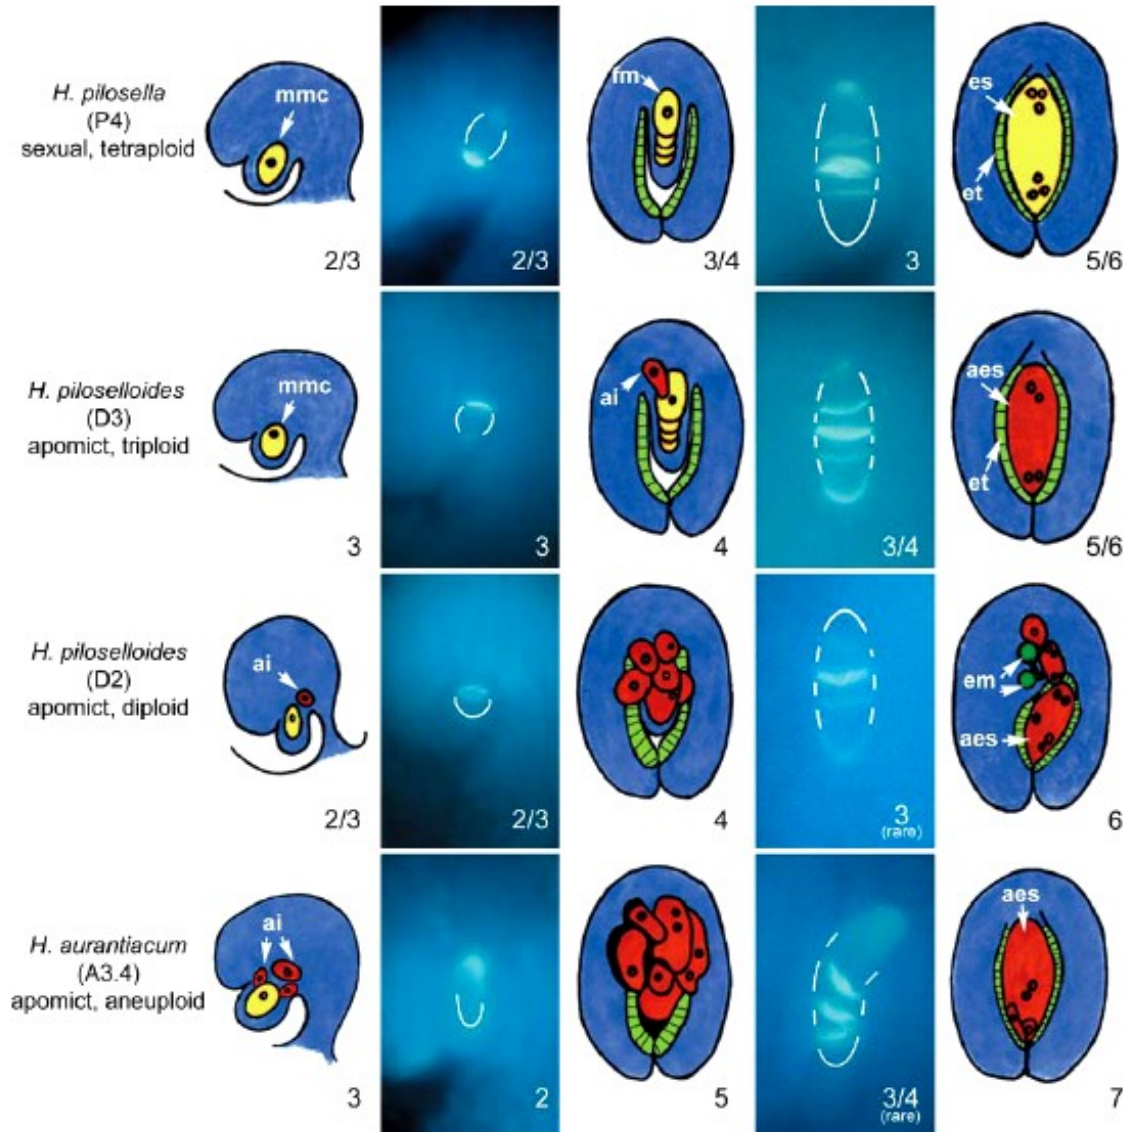 H. pilosella
(P4)
sexual, tetraploid
mmc
2/3
2/3
fm
3/4
3
es
et
5/6
H. piloselloides
(D3)
apomict, triploid
mmc
3
3
ai
4
3/4
aes
et
5/6
H. piloselloides
(D2)
apomict, diploid
ai
2/3
2/3
4
3
(rare)
em
aes
6
H. aurantiacum
(A3.4)
apomict, aneuploid
ai
3
2
5
3/4
(rare)
aes
7